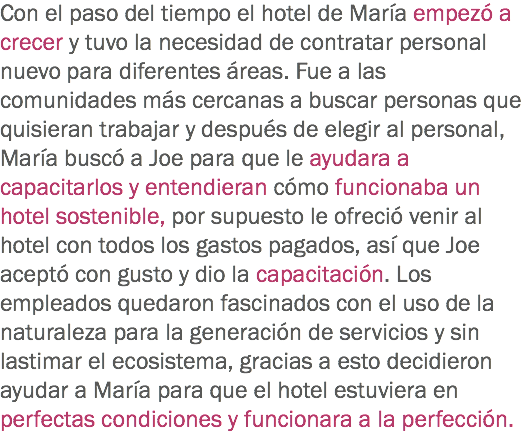 Con el paso del tiempo el hotel de María empezó a
crecer y tuvo la necesidad de contratar personal
nuevo para diferentes áreas. Fue a las
comunidades más cercanas a buscar personas que
quisieran trabajar y después de elegir al personal,
María buscó a Joe para que le ayudara a
capacitarlos y entendieran cómo funcionaba un
hotel sostenible, por supuesto le ofreció venir al
hotel con todos los gastos pagados, así que Joe
aceptó con gusto y dio la capacitación. Los
empleados quedaron fascinados con el uso de la
naturaleza para la generación de servicios y sin
lastimar el ecosistema, gracias a esto decidieron
ayudar a María para que el hotel estuviera en
perfectas condiciones y funcionara a la perfección.